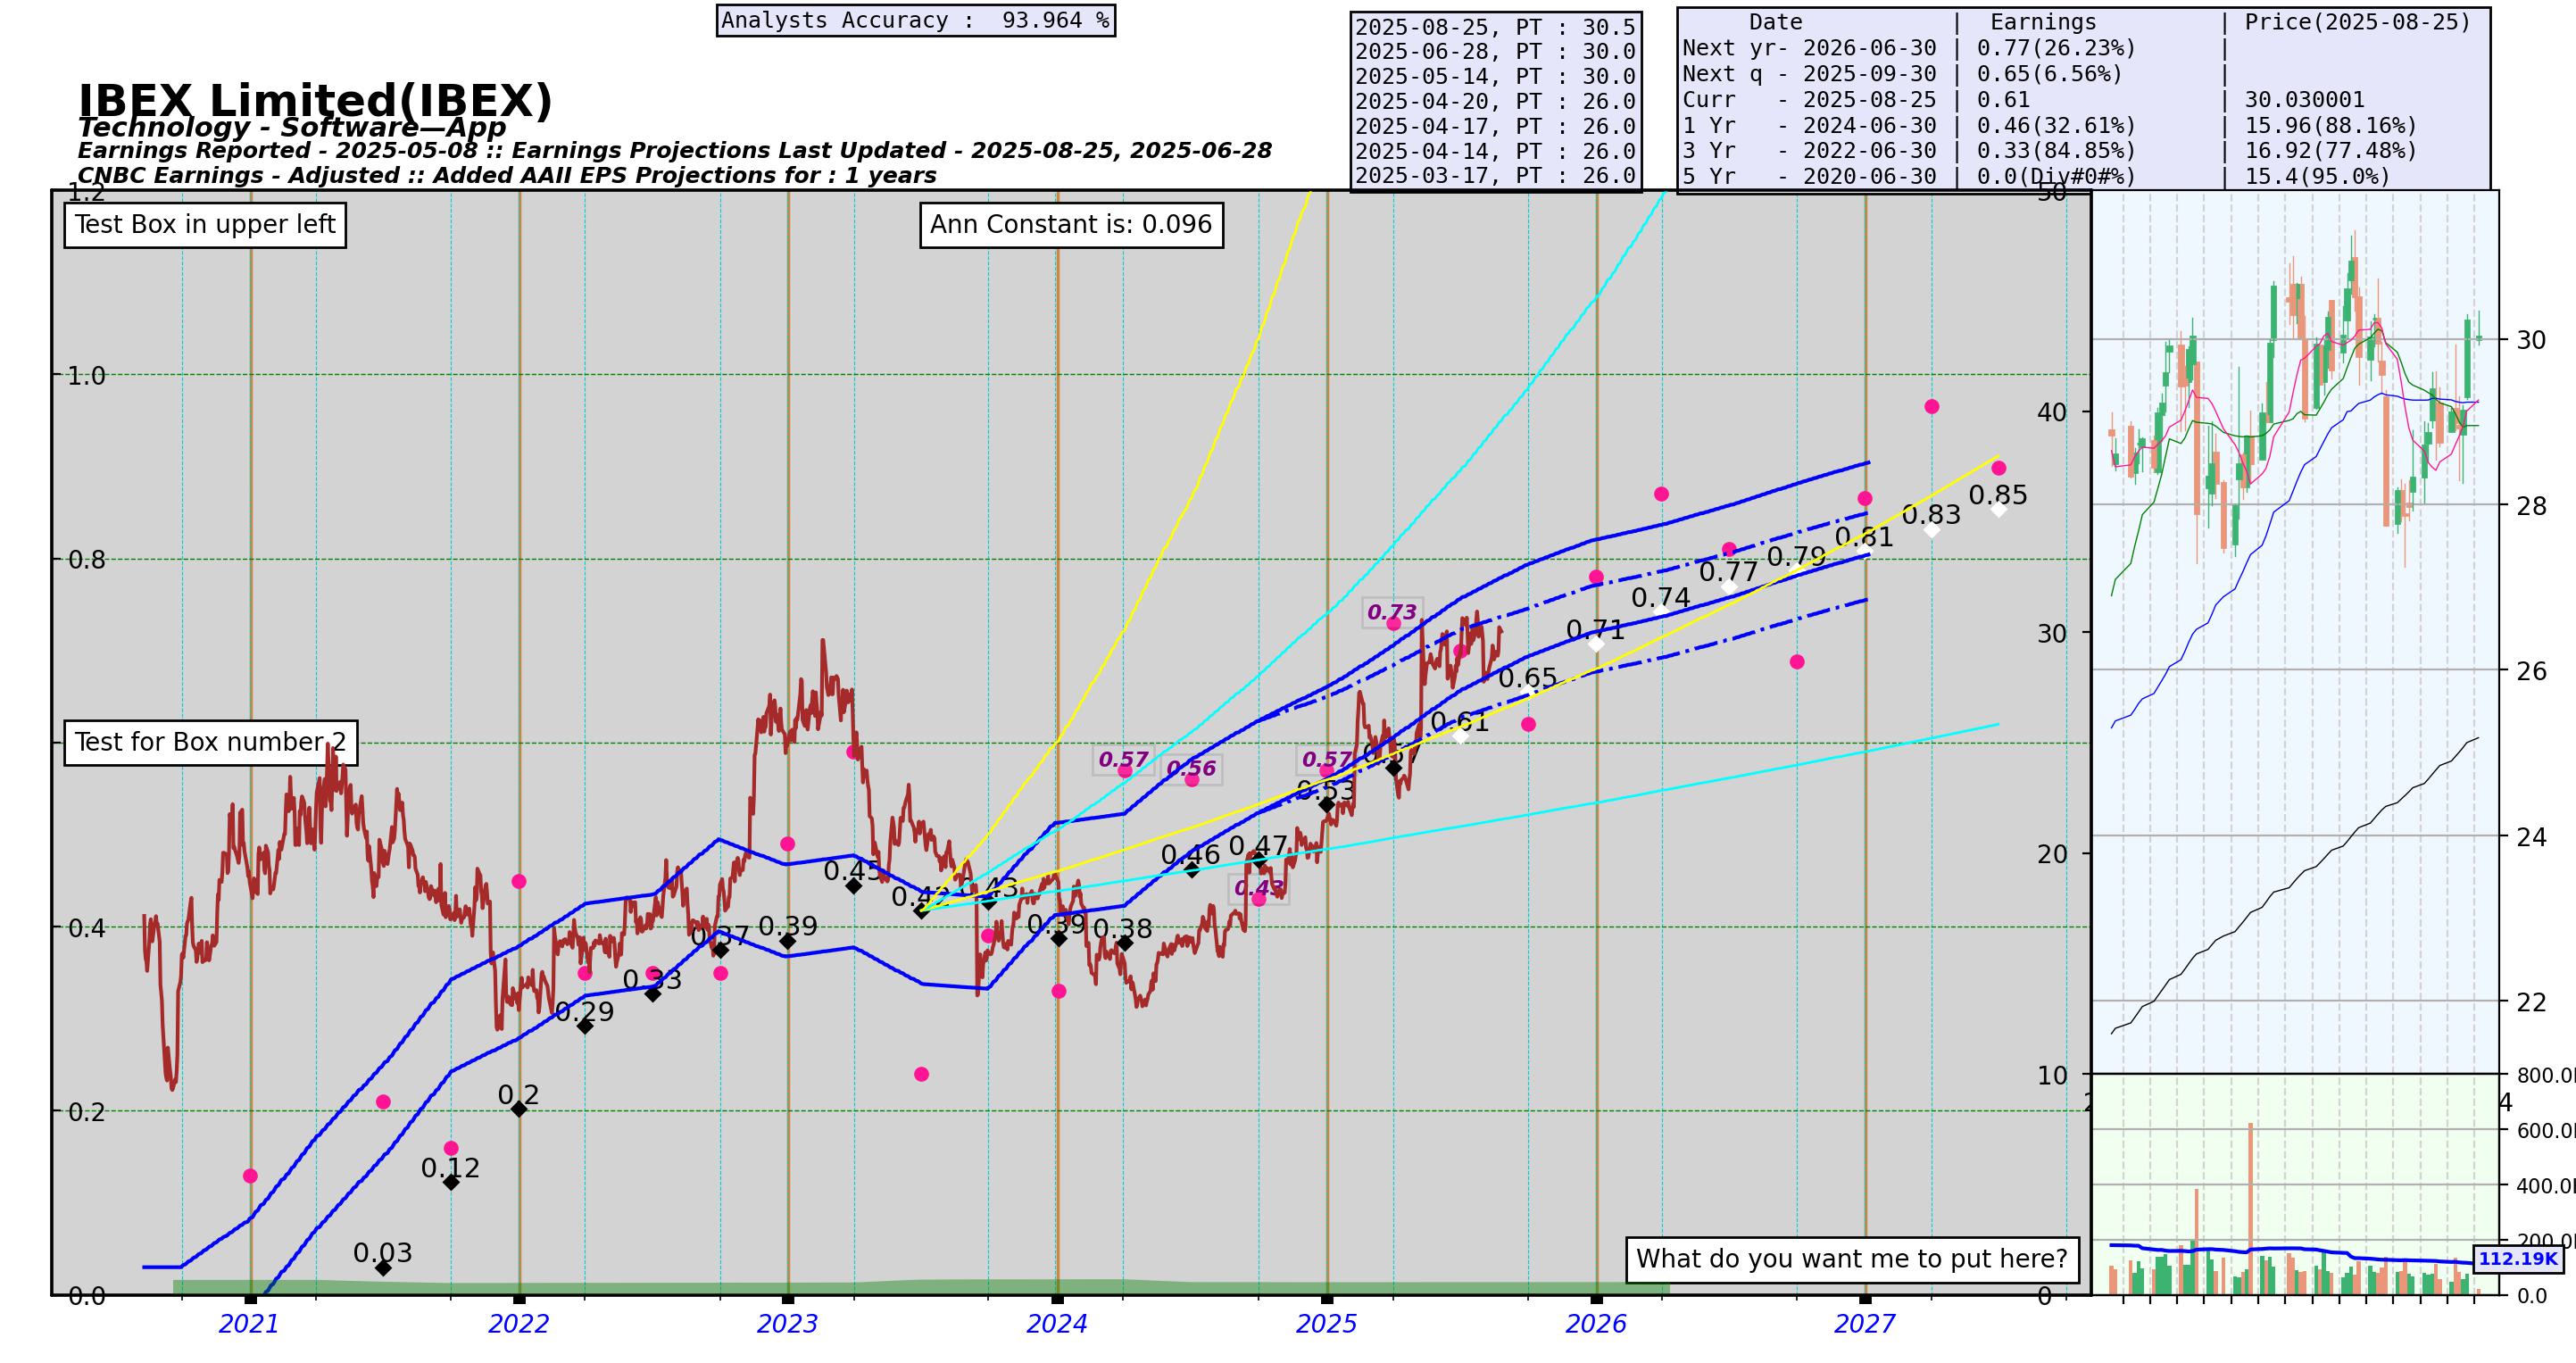 Analysts Accuracy :  93.964 %
2025-08-25, PT : 30.5
2025-06-28, PT : 30.0
2025-05-14, PT : 30.0
2025-04-20, PT : 26.0
2025-04-17, PT : 26.0
2025-04-14, PT : 26.0
2025-03-17, PT : 26.0
Date | Earnings | Price(2025-08-25)
Next yr- 2026-06-30 | 0.77(26.23%) |
Next q - 2025-09-30 | 0.65(6.56%) |
Curr - 2025-08-25 | 0.61 | 30.030001
1 Yr - 2024-06-30 | 0.46(32.61%) | 15.96(88.16%)
3 Yr - 2022-06-30 | 0.33(84.85%) | 16.92(77.48%)
5 Yr - 2020-06-30 | 0.0(Div#0#%) | 15.4(95.0%)
IBEX Limited(IBEX)
Technology - Software—App
Earnings Reported - 2025-05-08 :: Earnings Projections Last Updated - 2025-08-25, 2025-06-28
CNBC Earnings - Adjusted :: Added AAII EPS Projections for : 1 years
Test Box in upper left
Ann Constant is: 0.096
Test for Box number 2
What do you want me to put here?
1.2
1.0
0.8
0.4
0.2
0.0
50
40
30
20
10
0
0.03
0.12
0.2
0.29
0.33
0.37
0.39
0.45
0.42
0.43
0.39
0.38
0.46
0.47
0.53
0.57
0.61
0.65
0.71
0.74
0.77
0.79
0.81
0.83
0.85
0.57
0.56
0.43
0.57
0.73
2021
2022
2023
2024
2025
2026
2027
30
28
26
24
22
4
800.0
600.0
400.0
200.0
0.0
112.19K